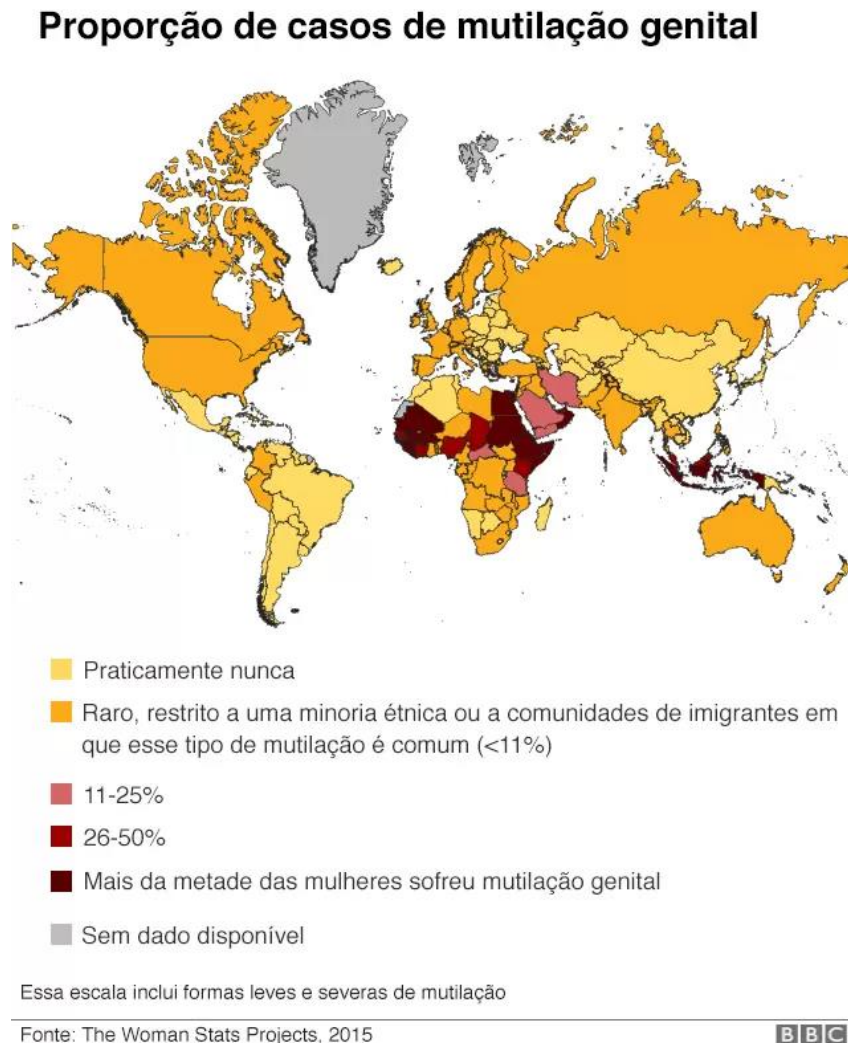 Proporção de casos de mutilação genital
Praticamente nunca
Raro, restrito a uma minoria étnica ou a comunidades de imigrantes em
que esse tipo de mutilação é comum (<11%)
11-25%
26-50%
Mais da metade das mulheres sofreu mutilação genital
Sem dado disponível
Essa escala inclui formas leves e severas de mutilação
Fonte: The Woman Stats Projects, 2015
BBC